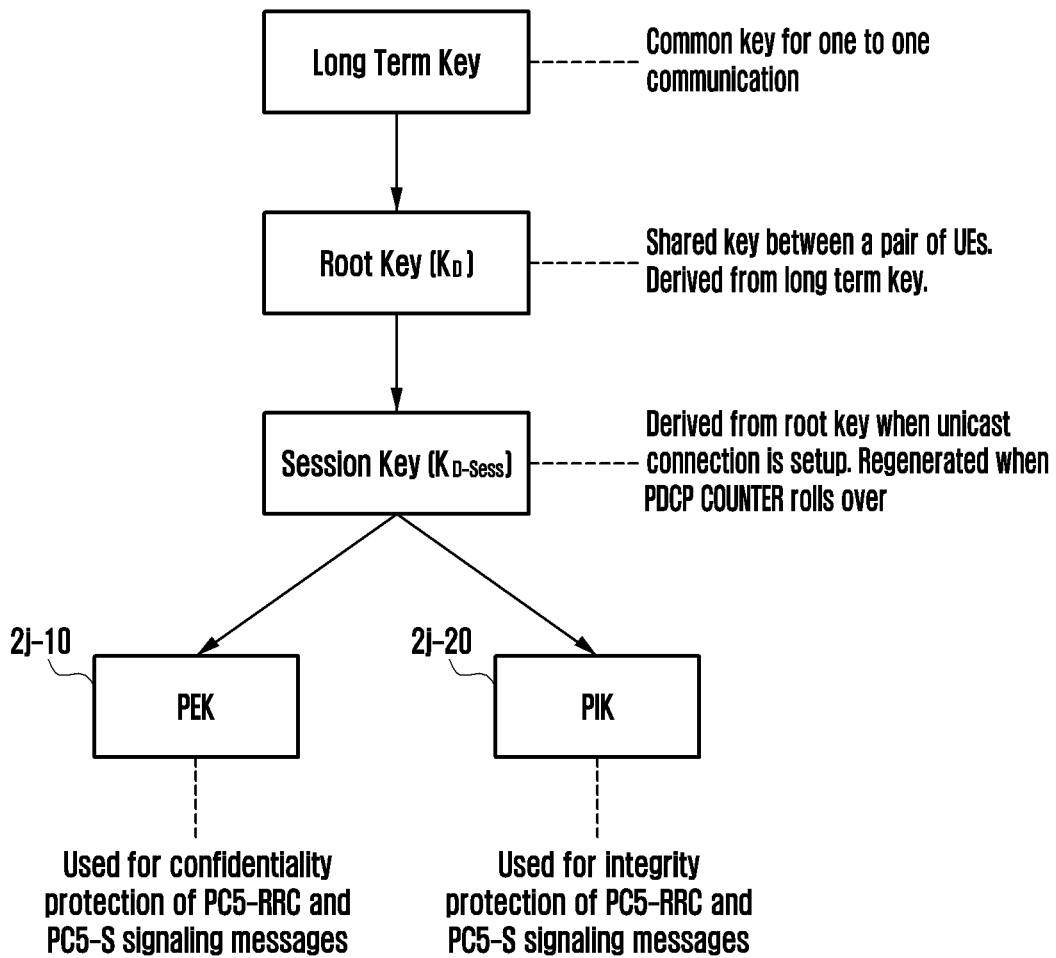 Long Term Key
Common key for one to one
communication
Root Key (KD)
Shared key between a pair of UEs.
Derived from long term key.
Session Key (KD-Sess)
Derived from root key when unicast
connection is setup. Regenerated when
PDCP COUNTER rolls over
2j-10
2j-20
PEK
PIK
Used for confidentiality
protection of PC5-RRC and
PC5-S signaling messages
Used for integrity
protection of PC5-RRC and
PC5-S signaling messages